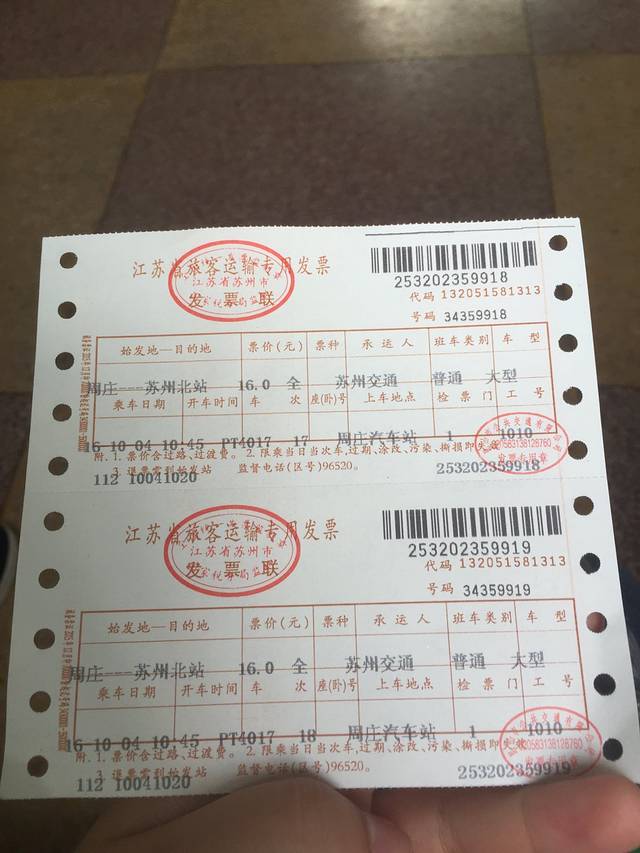 江苏省旅客运输专用发票
江苏省苏州市
发票联
253202359918
代码 132051581313
号码 34359918
始发地—目的地 票价(元) 票种 承运人 班车类别 车型
周庄----苏州北站 16.0 全 苏州交通 普通 大型
乘车日期 开车时间 车次 座(卧)号 上车地点 检票门 工号
16-10-04 10:45 PT4017 17 周庄汽车站 1 1010
附.1.票价含过路、过渡费。2.限乘当日当次车,过期、涂改、污染、撕损即失效
3.退票需到始发站 监督电话(区号)96520。
253202359918
112 10041020
发票专用章
江苏省旅客运输专用发票
江苏省苏州市
发票联
253202359919
代码 132051581313
号码 34359919
始发地—目的地 票价(元) 票种 承运人 班车类别 车型
周庄----苏州北站 16.0 全 苏州交通 普通 大型
乘车日期 开车时间 车次 座(卧)号 上车地点 检票门 工号
16-10-04 10:45 PT4017 18 周庄汽车站 1 1010
附.1.票价含过路、过渡费。2.限乘当日当次车,过期、涂改、污染、撕损即失效
3.退票需到始发站 监督电话(区号)96520。
253202359919
112 10041020
发票专用章